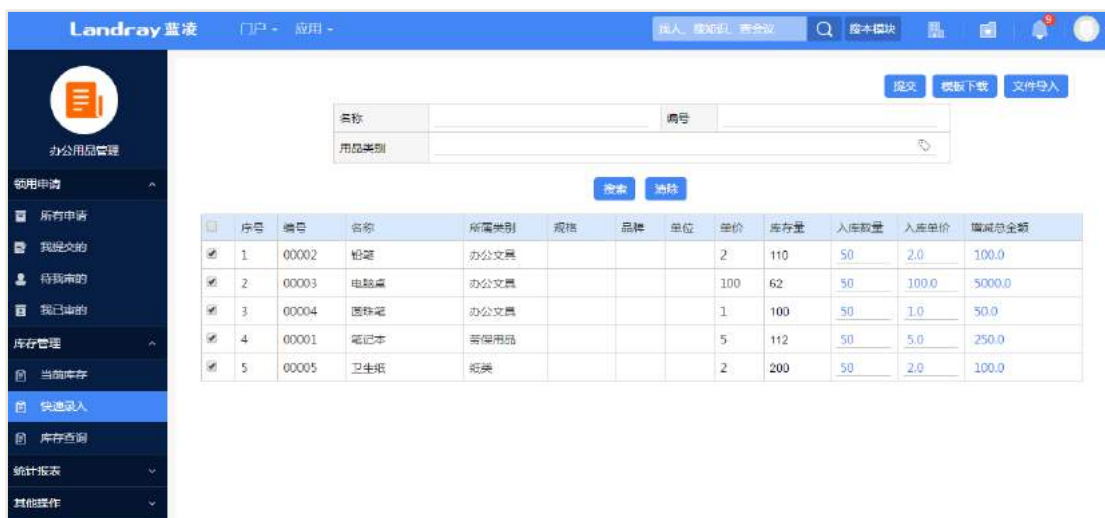 Landray 蓝凌 门户 应用 找人、搜知识、查会议 搜本模块 9
提交 模板下载 文件导入
名称 编号
用品类别
搜索 清除
办公用品管理
领用申请
所有申请
我提交的
待我审的
我已审的
库存管理
当前库存
快速录入
库存查询
统计报表
其他操作
序号 编号 名称 所属类别 规格 品牌 单位 单价 库存量 入库数量 入库单价 增减总金额
1 00002 铅笔 办公文具 2 110 50 2.0 100.0
2 00003 电脑桌 办公文具 100 62 50 100.0 5000.0
3 00004 圆珠笔 办公文具 1 100 50 1.0 50.0
4 00001 笔记本 劳保用品 5 112 50 5.0 250.0
5 00005 卫生纸 纸类 2 200 50 2.0 100.0